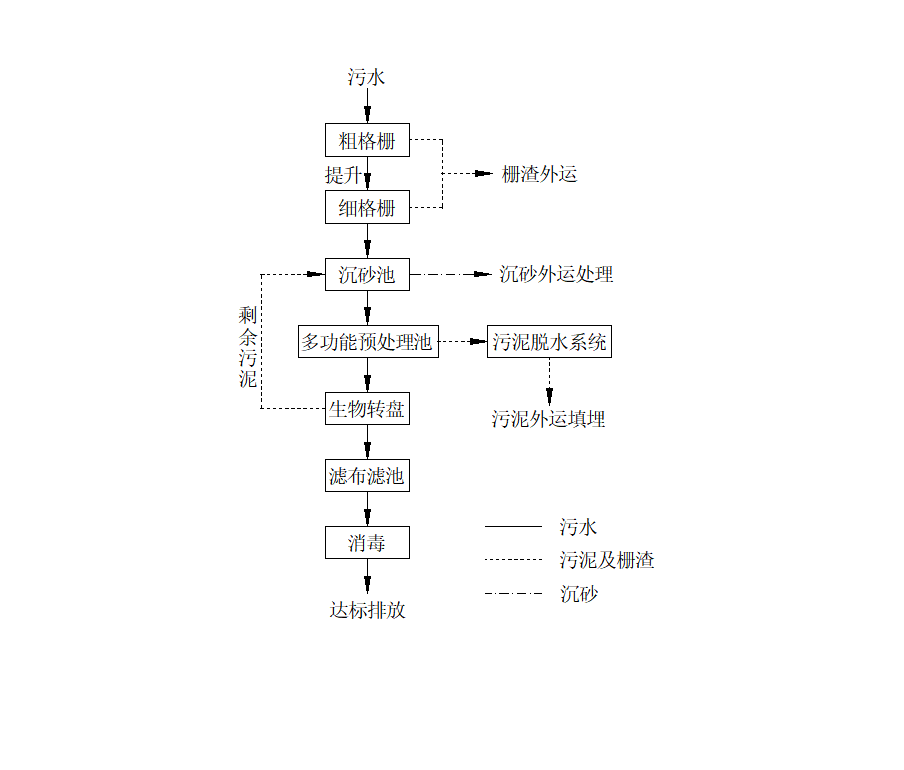 污水
粗格栅
提升
栅渣外运
细格栅
沉砂池
沉砂外运处理
剩余污泥
多功能预处理池
污泥脱水系统
生物转盘
污泥外运填埋
滤布滤池
污水
消毒
污泥及栅渣
沉砂
达标排放